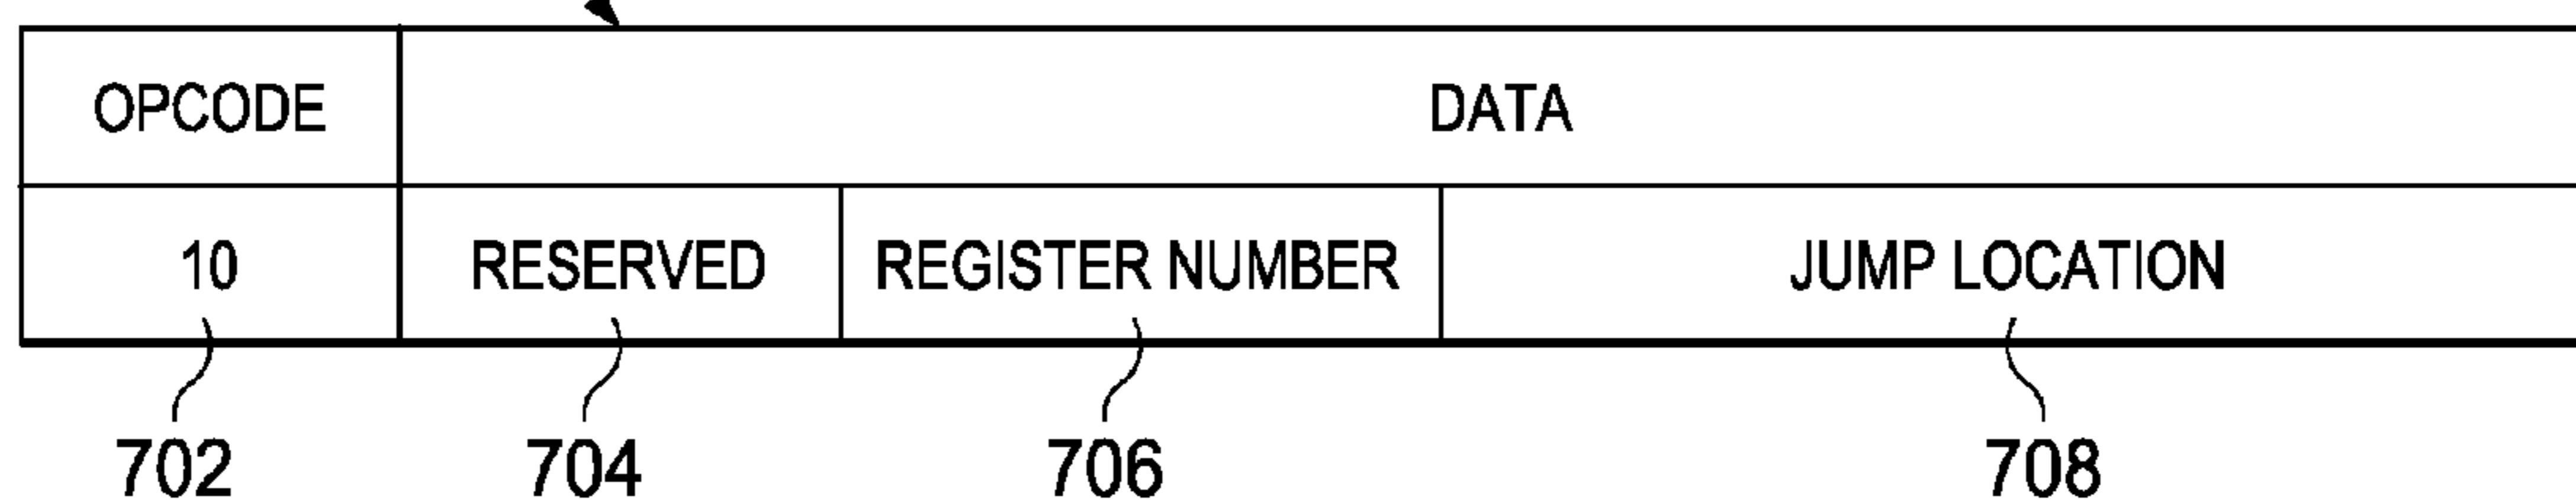 OPCODE DATA
10 RESERVED REGISTER NUMBER JUMP LOCATION
702 704 706 708